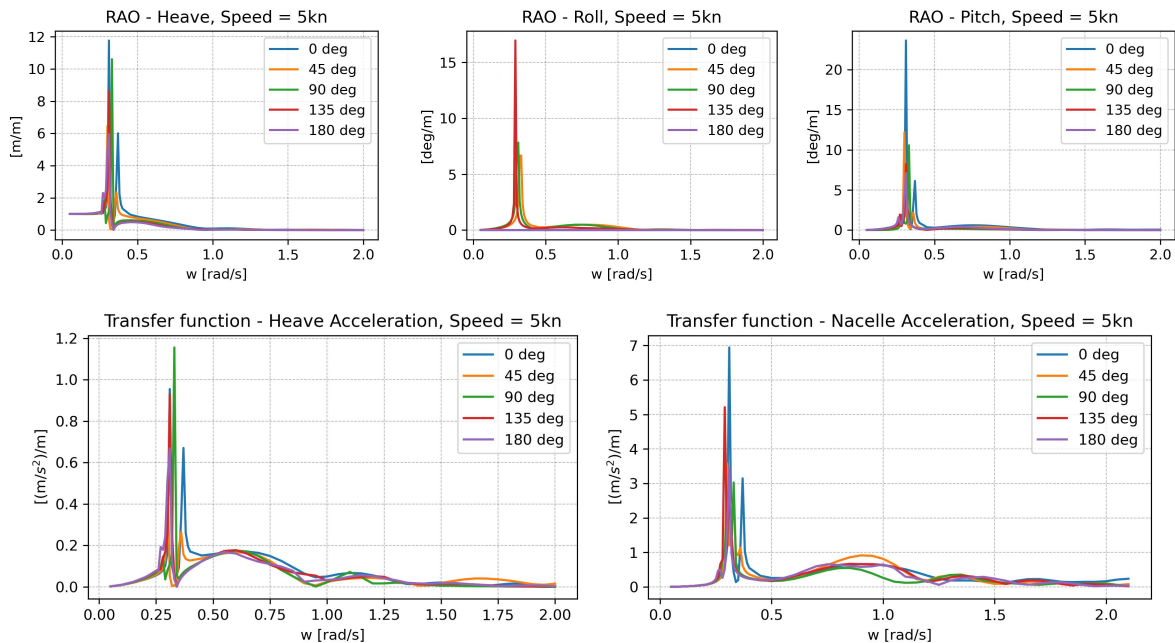 RAO - Heave, Speed = 5kn
RAO - Roll, Speed = 5kn
RAO - Pitch, Speed = 5kn
[m/m]
12
10
8
6
4
2
0
0.0 0.5 1.0 1.5 2.0
w [rad/s]
0 deg
45 deg
90 deg
135 deg
180 deg
[deg/m]
15
10
5
0
0.0 0.5 1.0 1.5 2.0
w [rad/s]
0 deg
45 deg
90 deg
135 deg
180 deg
[deg/m]
20
15
10
5
0
0.0 0.5 1.0 1.5 2.0
w [rad/s]
0 deg
45 deg
90 deg
135 deg
180 deg
Transfer function - Heave Acceleration, Speed = 5kn
Transfer function - Nacelle Acceleration, Speed = 5kn
[(m/s²)/m]
1.2
1.0
0.8
0.6
0.4
0.2
0.0
0.00 0.25 0.50 0.75 1.00 1.25 1.50 1.75 2.00
w [rad/s]
0 deg
45 deg
90 deg
135 deg
180 deg
[(m/s²)/m]
7
6
5
4
3
2
1
0
0.0 0.5 1.0 1.5 2.0
w [rad/s]
0 deg
45 deg
90 deg
135 deg
180 deg